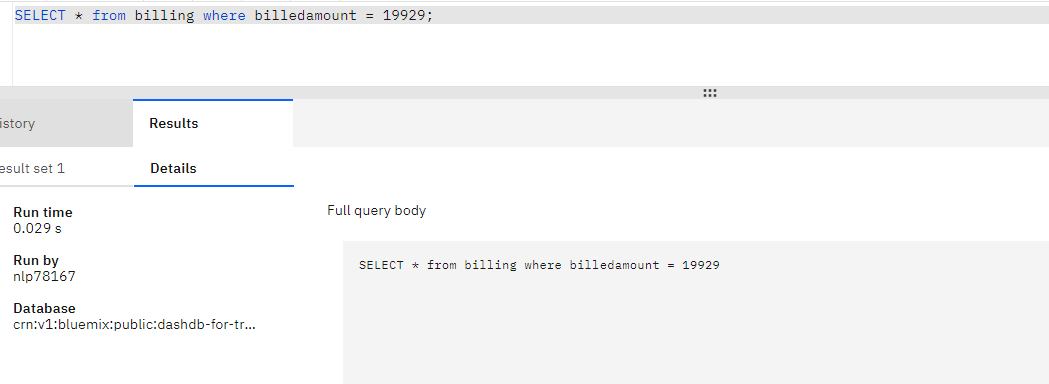 SELECT * from billing where billedamount = 19929;
istory
Results
esult set 1
Details
Run time
0.029 s
Run by
nlp78167
Database
crn:v1:bluemix:public:dashdb-for-tr...
Full query body
SELECT * from billing where billedamount = 19929